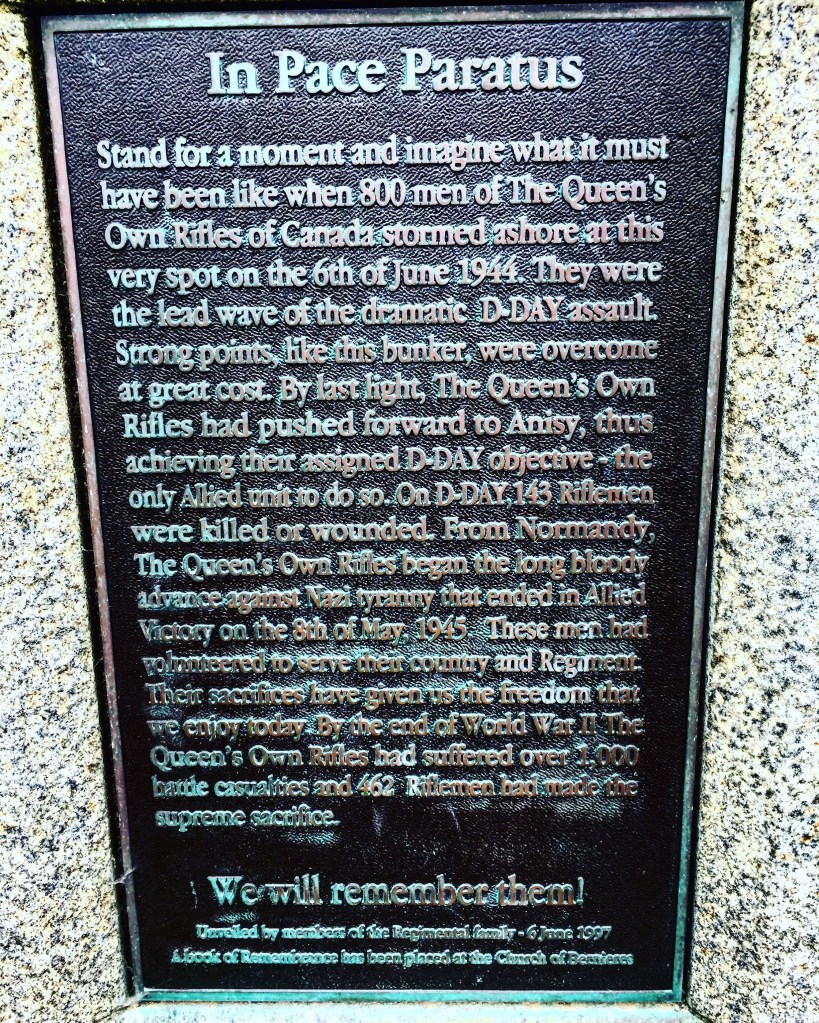 In Pace Paratus
Stand for a moment and imagine what it must
have been like when 800 men of The Queen's
Own Rifles of Canada stormed ashore at this
very spot on the 6th of June 1944. They were
the lead wave of the dramatic D-DAY assault.
Strong points, like this bunker, were overcome
at great cost. By last light, The Queen's Own
Rifles had pushed forward to Anisy, thus
achieving their assigned D-DAY objective - the
only Allied unit to do so. On D-DAY, 143 Riflemen
were killed or wounded. From Normandy,
The Queen's Own Rifles began the long bloody
advance against Nazi tyranny that ended in Allied
Victory on the 8th of May, 1945. These men had
volunteered to serve their country and Regiment.
Their sacrifices have given us the freedom that
we enjoy today. By the end of World War II The
Queen's Own Rifles had suffered over 1,000
battle casualties and 462 Riflemen had made the
supreme sacrifice.
We will remember them!
Unveiled by members of the Regimental family - 6 June 1997
A book of Remembrance has been placed at the Church of Bernieres